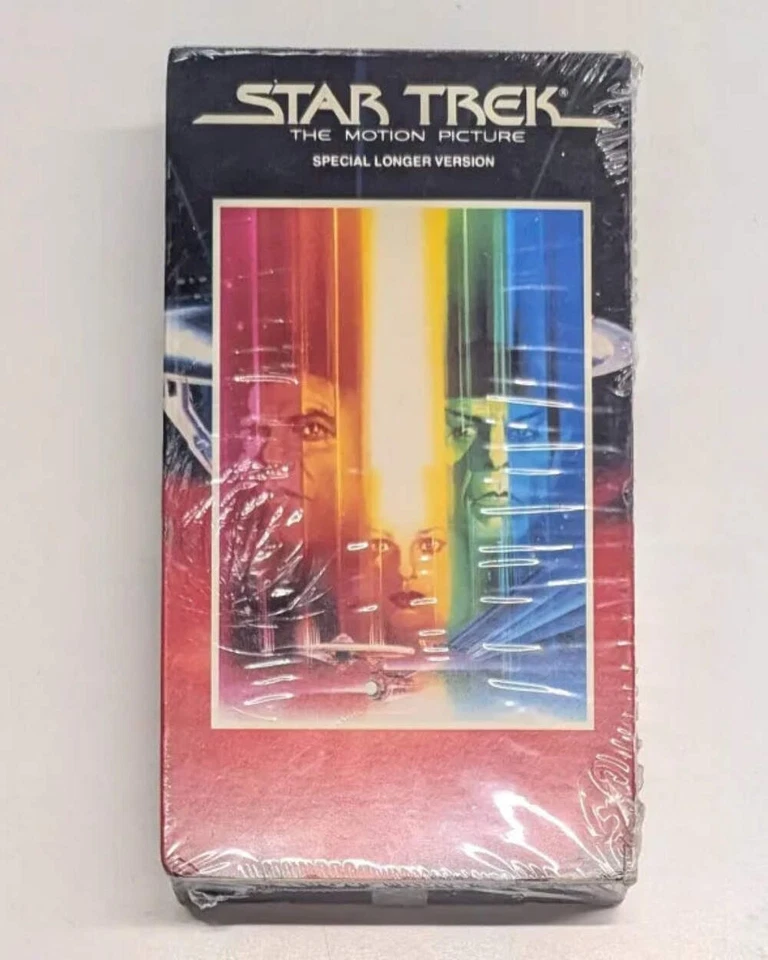 STAR TREK®
THE MOTION PICTURE
SPECIAL LONGER VERSION